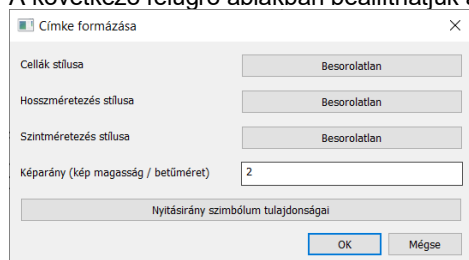 A következő felugró ablakban beállíthatjuk a
Címke formázása
Cellák stílusa
Besorolatlan
Hosszméretezés stílusa
Besorolatlan
Szintméretezés stílusa
Besorolatlan
Képarány (kép magasság / betűméret)
2
Nyitásirány szimbólum tulajdonságai
OK
Mégse